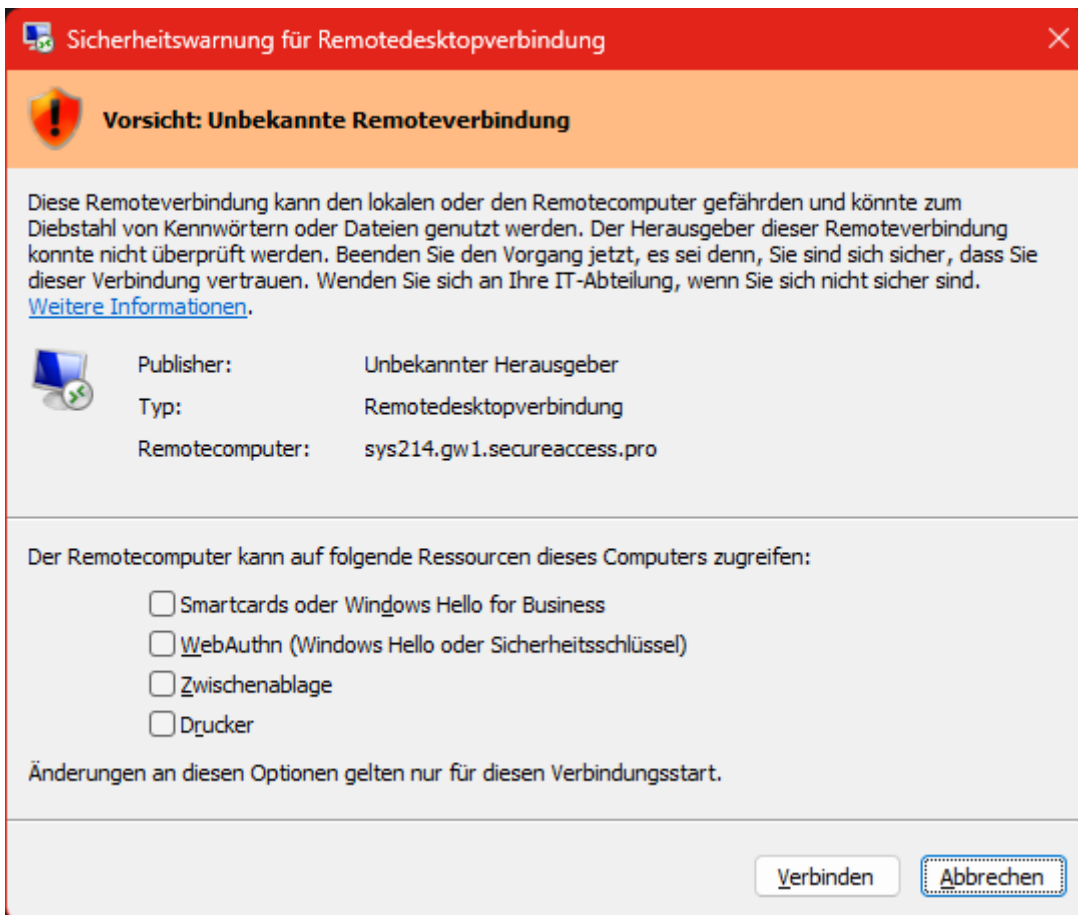 Sicherheitswarnung für Remotedesktopverbindung
Vorsicht: Unbekannte Remoteverbindung
Diese Remoteverbindung kann den lokalen oder den Remotecomputer gefährden und könnte zum
Diebstahl von Kennwörtern oder Dateien genutzt werden. Der Herausgeber dieser Remoteverbindung
konnte nicht überprüft werden. Beenden Sie den Vorgang jetzt, es sei denn, Sie sind sich sicher, dass Sie
dieser Verbindung vertrauen. Wenden Sie sich an Ihre IT-Abteilung, wenn Sie sich nicht sicher sind.
Weitere Informationen.
Publisher: Unbekannter Herausgeber
Typ: Remotedesktopverbindung
Remotecomputer: sys214.gw1.secureaccess.pro
Der Remotecomputer kann auf folgende Ressourcen dieses Computers zugreifen:
Smartcards oder Windows Hello for Business
WebAuthn (Windows Hello oder Sicherheitsschlüssel)
Zwischenablage
Drucker
Änderungen an diesen Optionen gelten nur für diesen Verbindungsstart.
Verbinden Abbrechen